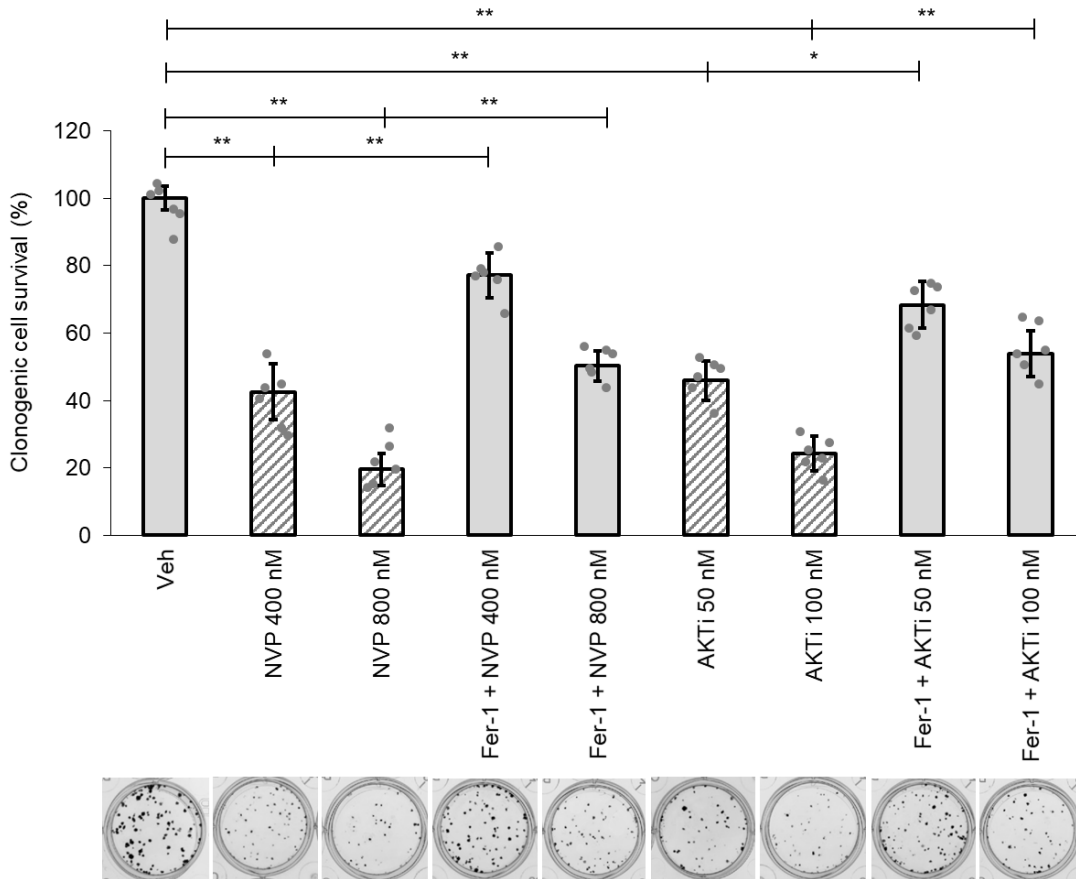 ** **
** *
** **
** **
120
100
80
60
40
20
0
Clonogenic cell survival (%)
Veh
NVP 400 nM
NVP 800 nM
Fer-1 + NVP 400 nM
Fer-1 + NVP 800 nM
AKTi 50 nM
AKTi 100 nM
Fer-1 + AKTi 50 nM
Fer-1 + AKTi 100 nM